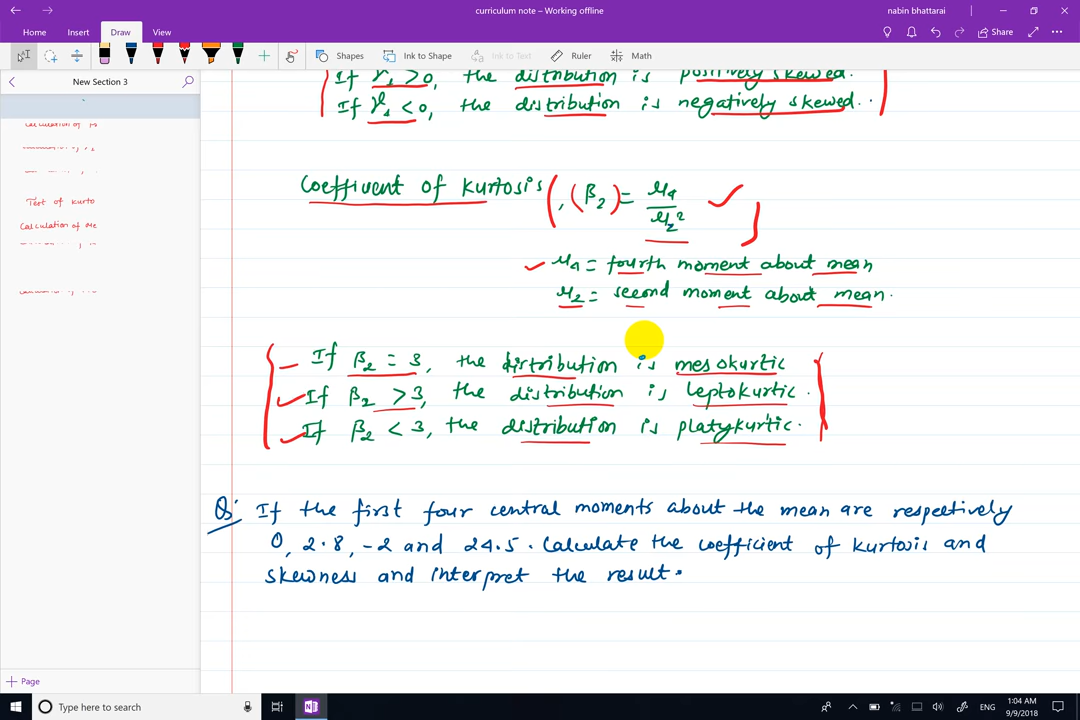 curriculum note – Working offline
nabin bhattarai
Home Insert Draw View
Share
Shapes Ink to Shape Ink to Text Ruler Math
New Section 3
Test of kurto
If γ₁ > 0, the distribution is positively skewed.
If γ₁ < 0, the distribution is negatively skewed.
Coefficient of kurtosis, (β₂) = μ₄/μ₂²
μ₄ = fourth moment about mean
μ₂ = second moment about mean.
If β₂ = 3, the distribution is mesokurtic
If β₂ > 3, the distribution is leptokurtic.
If β₂ < 3, the distribution is platykurtic.
Q: If the first four central moments about the mean are respectively
0, 2.8, -2 and 24.5. Calculate the coefficient of kurtosis and
skewness and interpret the result.
+ Page
Type here to search
ENG
1:04 AM
9/9/2018